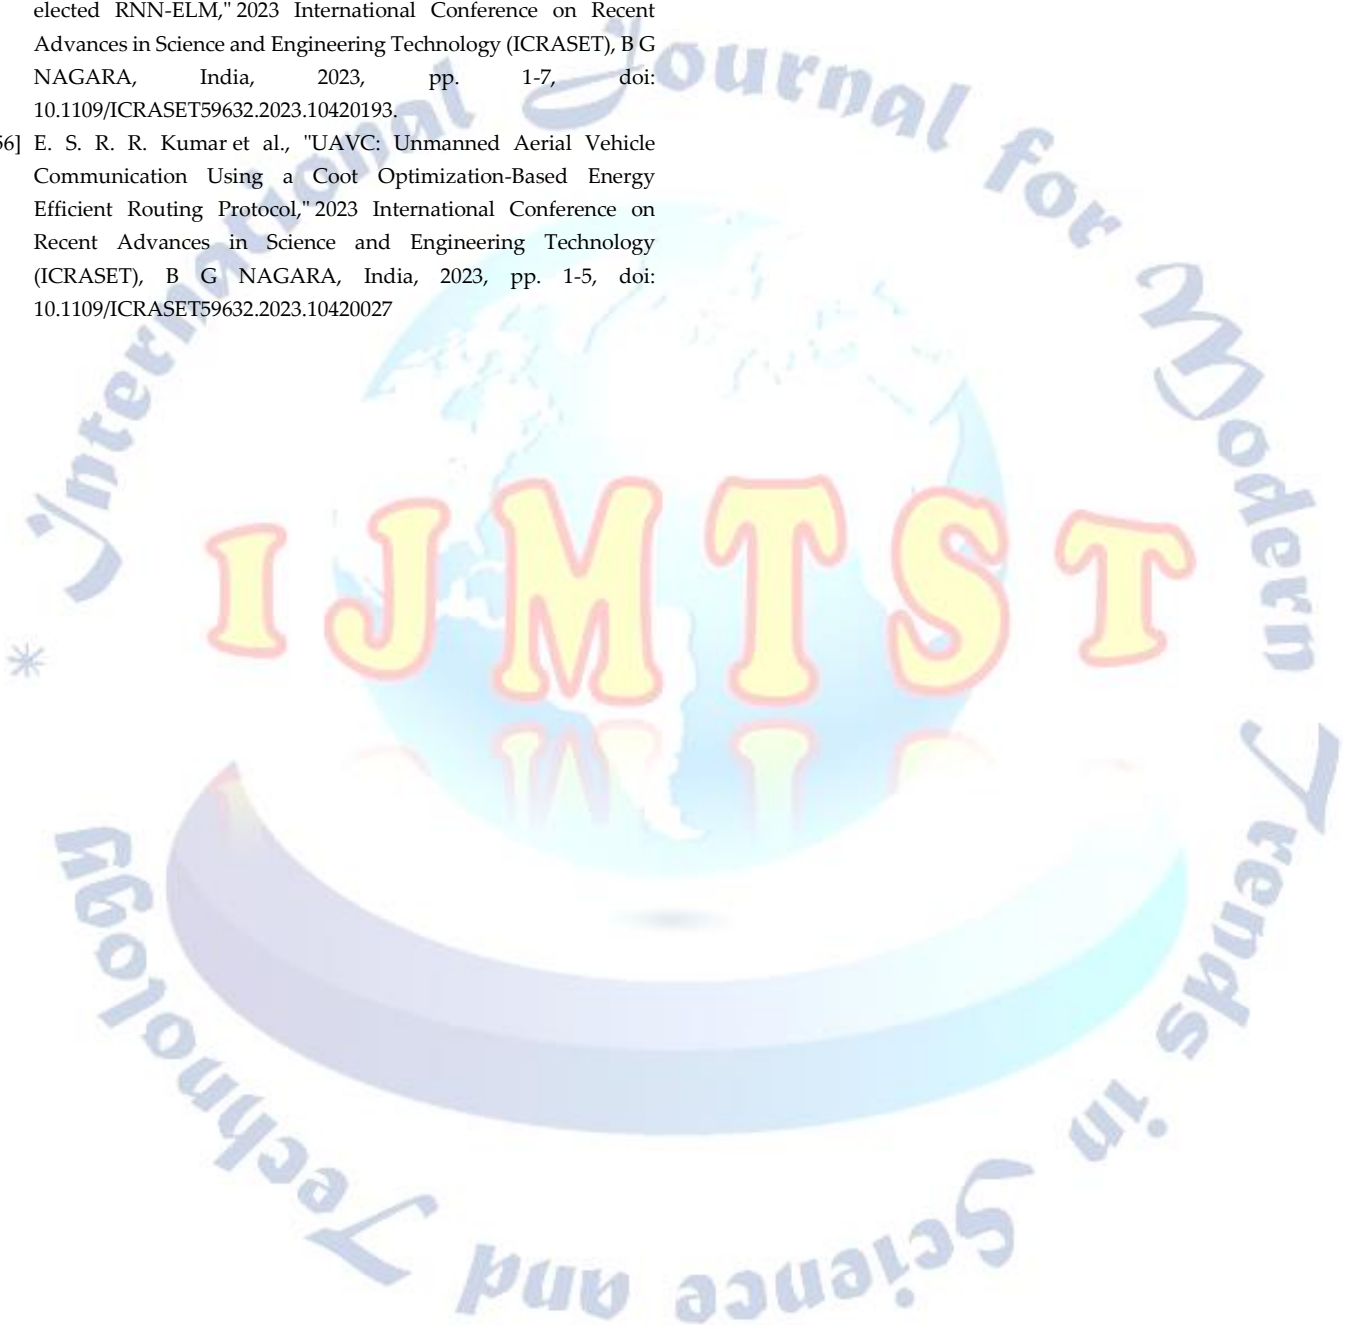 elected RNN-ELM," 2023 International Conference on Recent
Advances in Science and Engineering Technology (ICRASET), B G
NAGARA, India, 2023, pp. 1-7, doi:
10.1109/ICRASET59632.2023.10420193.
56] E. S. R. R. Kumar et al., "UAVC: Unmanned Aerial Vehicle
Communication Using a Coot Optimization-Based Energy
Efficient Routing Protocol," 2023 International Conference on
Recent Advances in Science and Engineering Technology
(ICRASET), B G NAGARA, India, 2023, pp. 1-5, doi:
10.1109/ICRASET59632.2023.10420027
International Journal for Modern Trends in Science and Technology
IJMTST